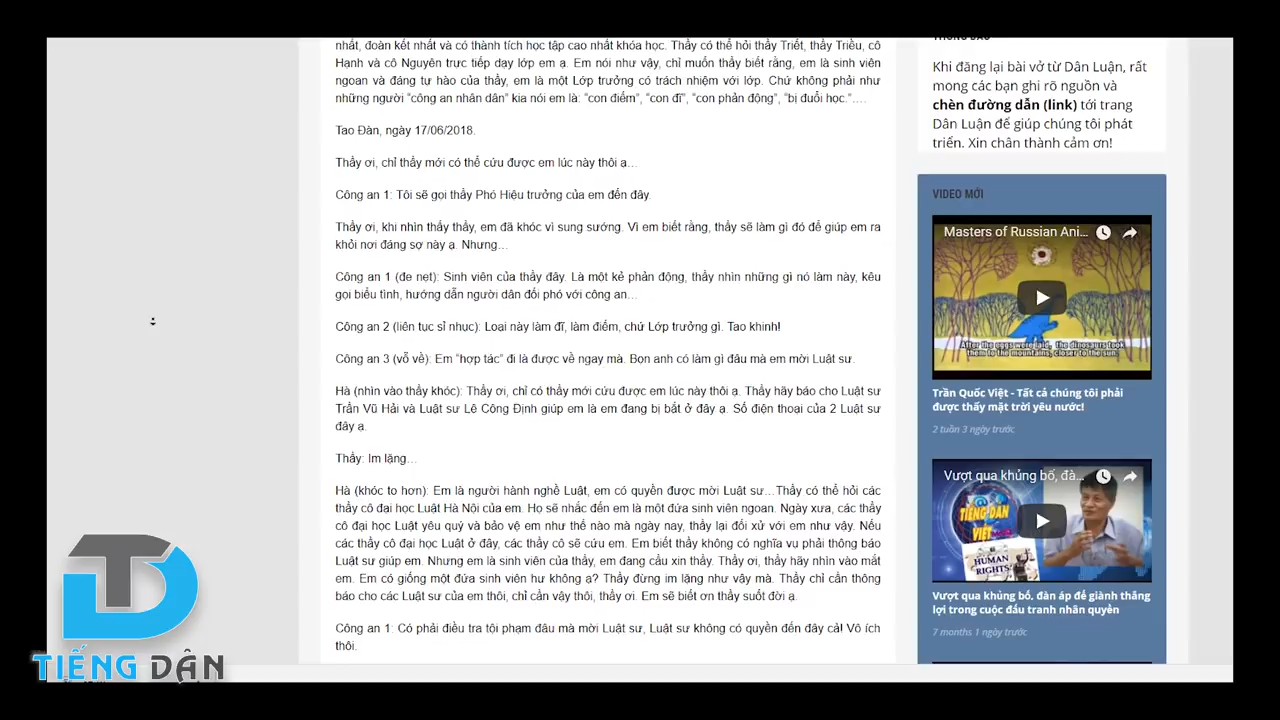 nhất, đoàn kết nhất và có thành tích học tập cao nhất khóa học. Thầy có thể hỏi thầy Triết, thầy Triều, cô
Hạnh và cô Nguyên trực tiếp dạy lớp em ạ. Em nói như vậy, chỉ muốn thầy biết rằng, em là sinh viên
ngoan và đáng tự hào của thầy, em là một Lớp trưởng có trách nhiệm với lớp. Chứ không phải như
những người “công an nhân dân” kia nói em là: “con điếm”, “con đĩ”, “con phản động”, “bị đuổi học.”….
Tao Đàn, ngày 17/06/2018.
Thầy ơi, chỉ thầy mới có thể cứu được em lúc này thôi ạ…
Công an 1: Tôi sẽ gọi thầy Phó Hiệu trưởng của em đến đây.
Thầy ơi, khi nhìn thấy thầy, em đã khóc vì sung sướng. Vì em biết rằng, thầy sẽ làm gì đó để giúp em ra
khỏi nơi đáng sợ này ạ. Nhưng…
Công an 1 (đe nẹt): Sinh viên của thầy đây. Là một kẻ phản động, thầy nhìn những gì nó làm này, kêu
gọi biểu tình, hướng dẫn người dân đối phó với công an…
Công an 2 (liên tục sỉ nhục): Loại này làm đĩ, làm điếm, chứ Lớp trưởng gì. Tao khinh!
Công an 3 (vỗ về): Em “hợp tác” đi là được về ngay mà. Bọn anh có làm gì đâu mà em mời Luật sư.
Hà (nhìn vào thầy khóc): Thầy ơi, chỉ có thầy mới cứu được em lúc này thôi ạ. Thầy hãy báo cho Luật sư
Trần Vũ Hải và Luật sư Lê Công Định giúp em là em đang bị bắt ở đây ạ. Số điện thoại của 2 Luật sư
đây ạ.
Thầy: Im lặng…
Hà (khóc to hơn): Em là người hành nghề Luật, em có quyền được mời Luật sư…Thầy có thể hỏi các
thầy cô đại học Luật Hà Nội của em. Họ sẽ nhắc đến em là một đứa sinh viên ngoan. Ngày xưa, các thầy
cô đại học Luật yêu quý và bảo vệ em như thế nào mà ngày nay, thầy lại đối xử với em như vậy. Nếu
các thầy cô đại học Luật ở đây, các thầy cô sẽ cứu em. Em biết thầy không có nghĩa vụ phải thông báo
Luật sư giúp em. Nhưng em là sinh viên của thầy, em đang cầu xin thầy. Thầy ơi, thầy hãy nhìn vào mắt
em. Em có giống một đứa sinh viên hư không ạ? Thầy đừng im lặng như vậy mà. Thầy chỉ cần thông
báo cho các Luật sư của em thôi, chỉ cần vậy thôi, thầy ơi. Em sẽ biết ơn thầy suốt đời ạ.
Công an 1: Có phải điều tra tội phạm đâu mà mời Luật sư, Luật sư không có quyền đến đây cả! Vô ích
thôi.
Khi đăng lại bài vở từ Dân Luận, rất
mong các bạn ghi rõ nguồn và
chèn đường dẫn (link) tới trang
Dân Luận để giúp chúng tôi phát
triển. Xin chân thành cảm ơn!
VIDEO MỚI
Masters of Russian Ani...
After the eggs were laid, the dinosaurs took
them to the mountains, closer to the sun.
Trần Quốc Việt - Tất cả chúng tôi phải
được thấy mặt trời yêu nước!
2 tuần 3 ngày trước
Vượt qua khủng bố, đà...
TIẾNG DÂN
VIỆT
HUMAN
RIGHTS
Vượt qua khủng bố, đàn áp để giành thắng
lợi trong cuộc đấu tranh nhân quyền
7 months 1 ngày trước
TIẾNG DÂN